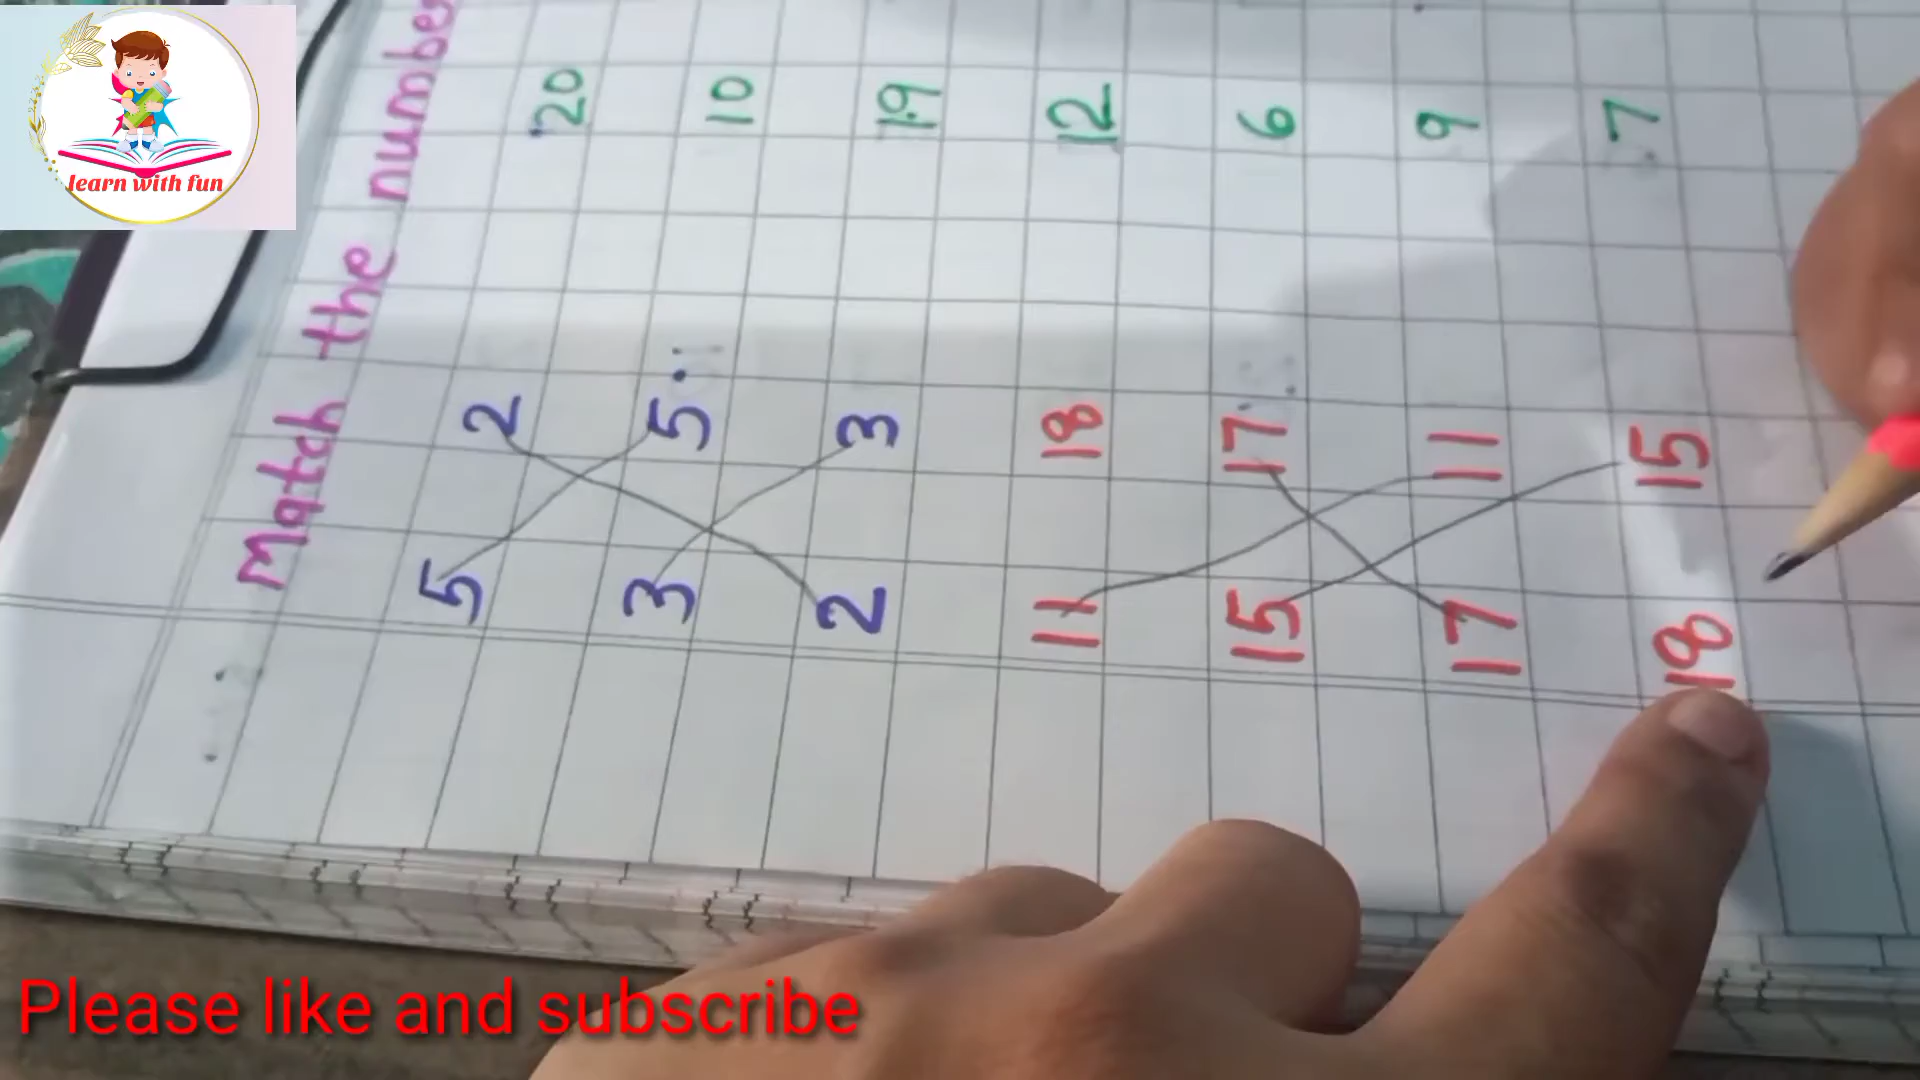 learn with fun
Match the number
5 2 20
3 5 10
2 3 19
11 18 12
15 17 6
17 11 9
18 15 7
Please like and subscribe